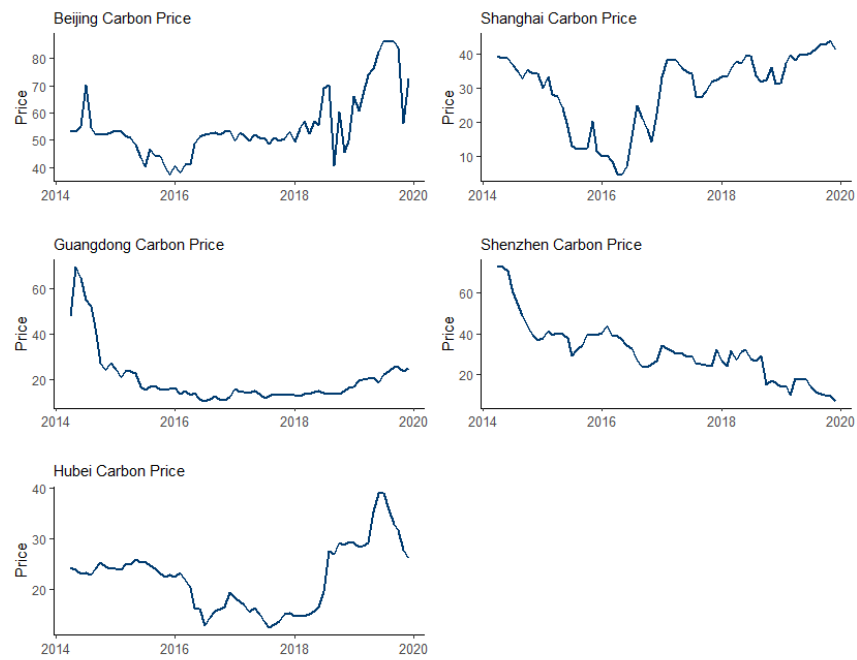 Beijing Carbon Price
Price
80
70
60
50
40
2014 2016 2018 2020
Shanghai Carbon Price
Price
40
30
20
10
2014 2016 2018 2020
Guangdong Carbon Price
Price
60
40
20
2014 2016 2018 2020
Shenzhen Carbon Price
Price
60
40
20
2014 2016 2018 2020
Hubei Carbon Price
Price
40
30
20
2014 2016 2018 2020